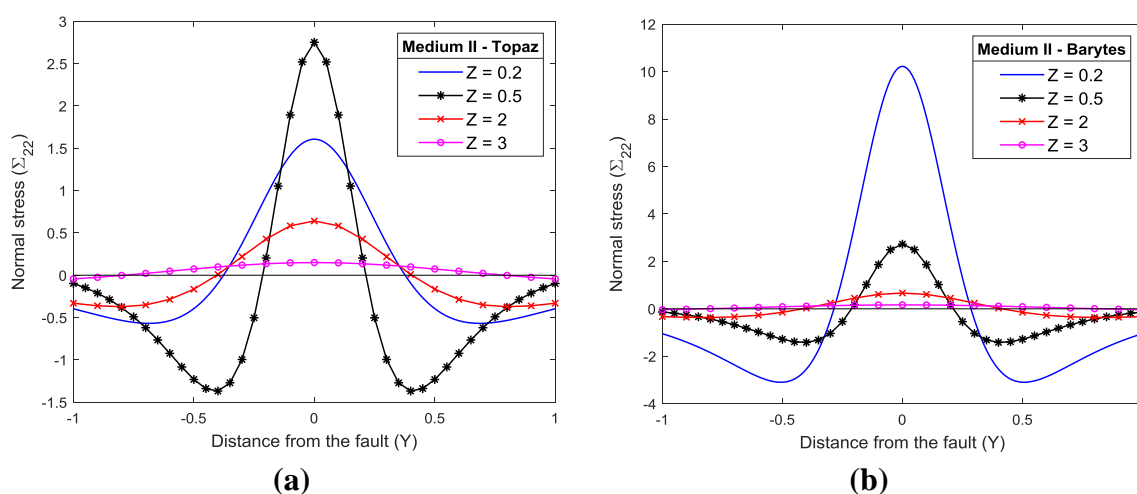 Medium II - Topaz
Z = 0.2
Z = 0.5
Z = 2
Z = 3
Normal stress (Σ22)
3
2.5
2
1.5
1
0.5
0
-0.5
-1
-1.5
-1
-0.5
0
0.5
1
Distance from the fault (Y)
(a)
Medium II - Barytes
Z = 0.2
Z = 0.5
Z = 2
Z = 3
Normal stress (Σ22)
12
10
8
6
4
2
0
-2
-4
-1
-0.5
0
0.5
Distance from the fault (Y)
(b)